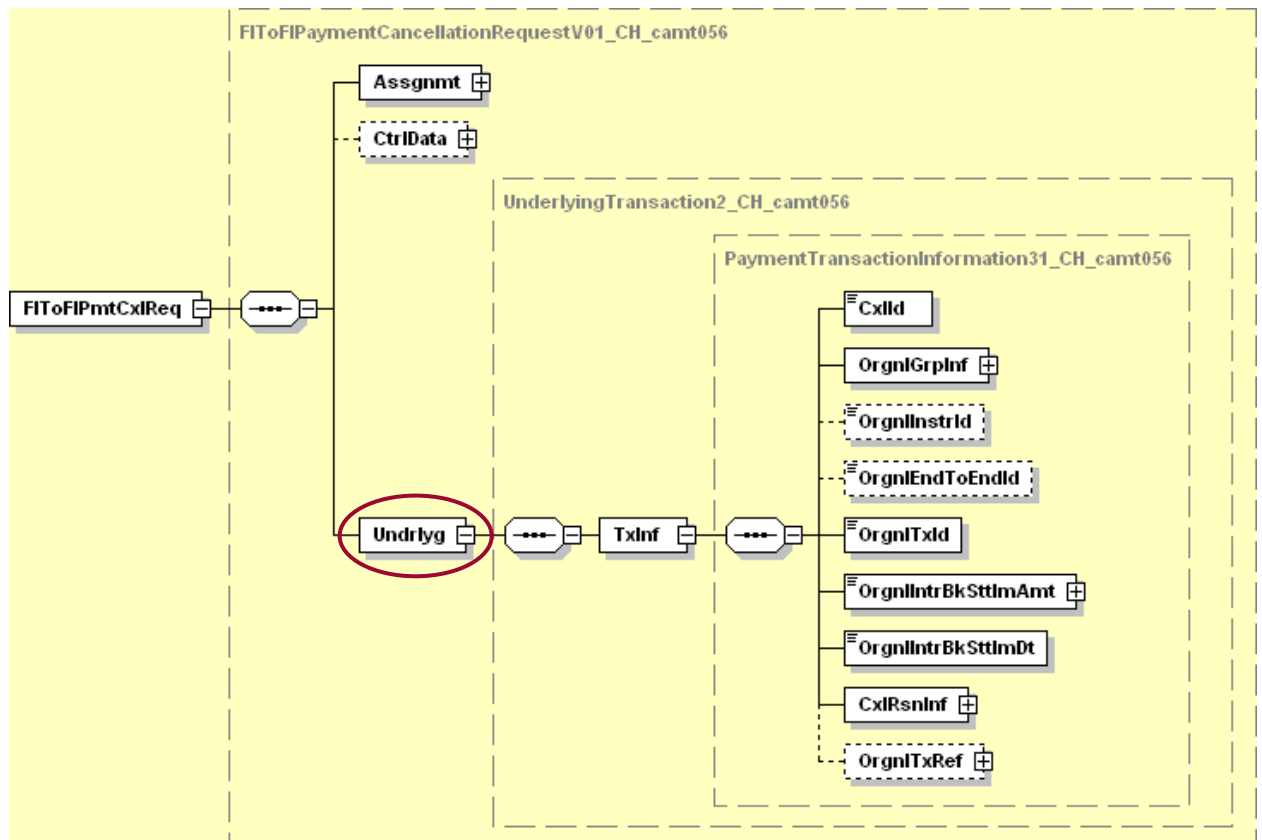 FIToFIPaymentCancellationRequestV01_CH_camt056
Assgnmt
CtrlData
UnderlyingTransaction2_CH_camt056
PaymentTransactionInformation31_CH_camt056
FIToFIPmtCxlReq
CxlId
OrgnlGrpInf
OrgnlInstrId
OrgnlEndToEndId
Undrlyg
TxInf
OrgnlTxId
OrgnlIntrBkSttlmAmt
OrgnlIntrBkSttlmDt
CxlRsnInf
OrgnlTxRef